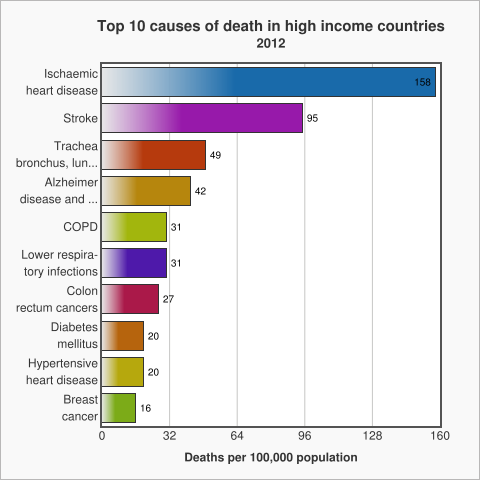 Top 10 causes of death in high income countries
2012
Ischaemic
heart disease
158
Stroke
95
Trachea
bronchus, lun...
49
Alzheimer
disease and ...
42
COPD
31
Lower respira-
tory infections
31
Colon
rectum cancers
27
Diabetes
mellitus
20
Hypertensive
heart disease
20
Breast
cancer
16
0 32 64 96 128 160
Deaths per 100,000 population